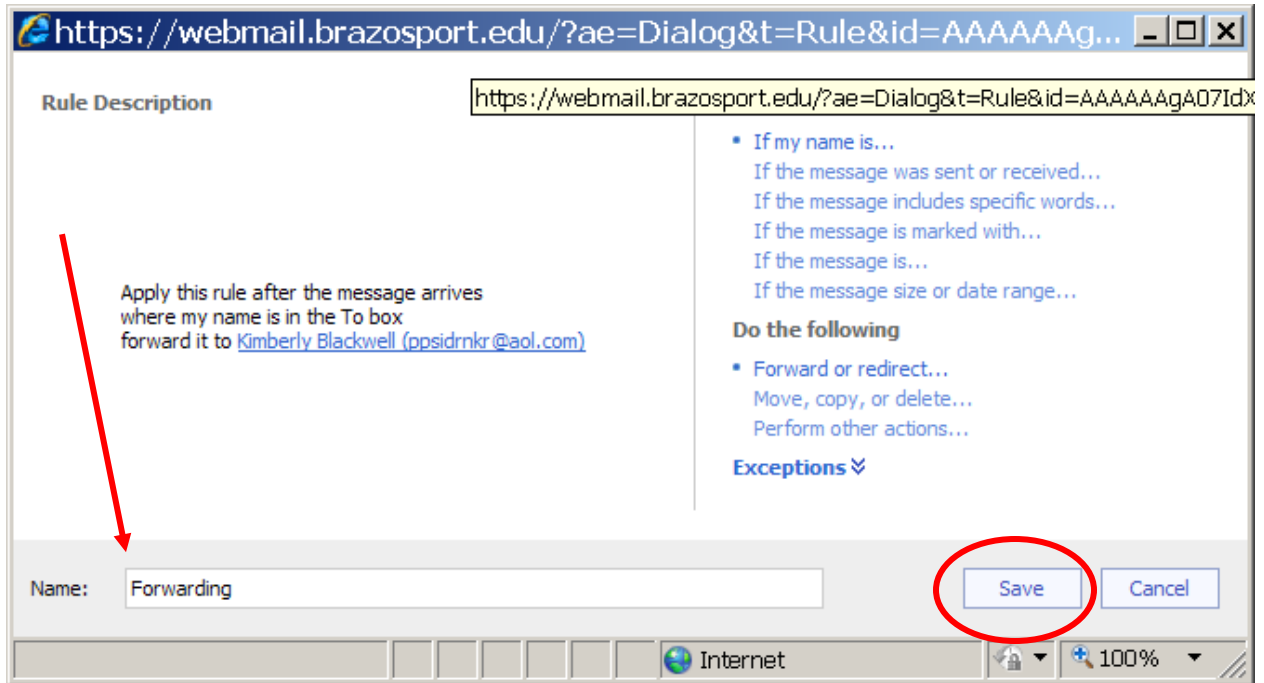 https://webmail.brazosport.edu/?ae=Dialog&t=Rule&id=AAAAAAg...
Rule Description
https://webmail.brazosport.edu/?ae=Dialog&t=Rule&id=AAAAAAgA07IdX
• If my name is...
If the message was sent or received...
If the message includes specific words...
If the message is marked with...
If the message is...
If the message size or date range...
Apply this rule after the message arrives
where my name is in the To box
forward it to Kimberly Blackwell (ppsidrnkr@aol.com)
Do the following
• Forward or redirect...
Move, copy, or delete...
Perform other actions...
Exceptions
Name:
Forwarding
Save
Cancel
Internet
100%